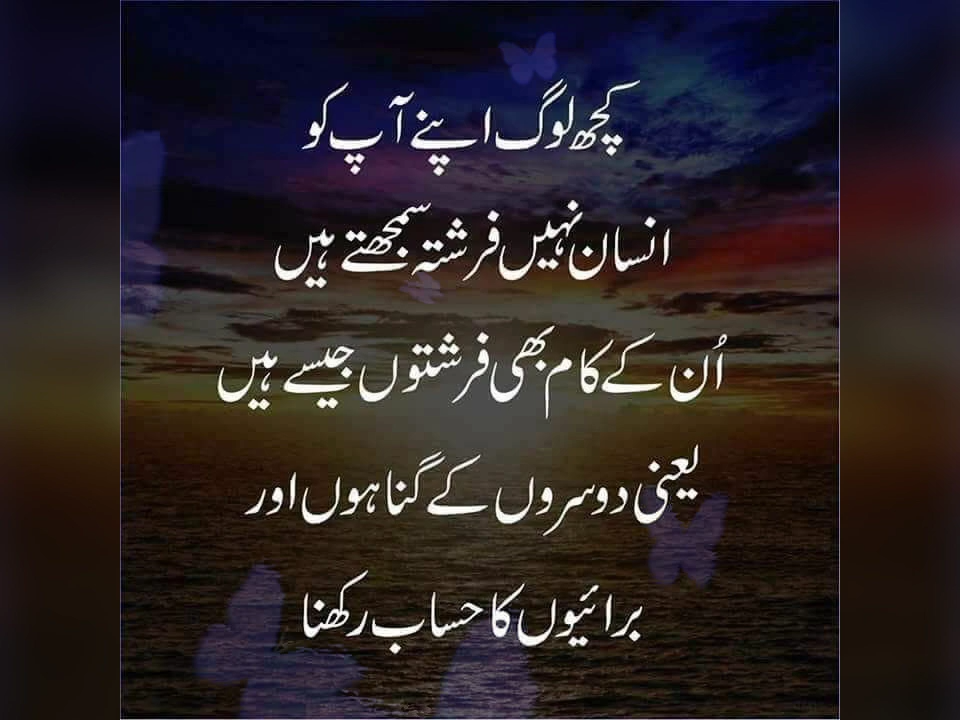 کچھ لوگ اپنے آپ کو
انسان نہیں فرشتہ سمجھتے ہیں
اُن کے کام بھی فرشتوں جیسے ہیں
یعنی دوسروں کے گناہوں اور
برائیوں کا حساب رکھنا